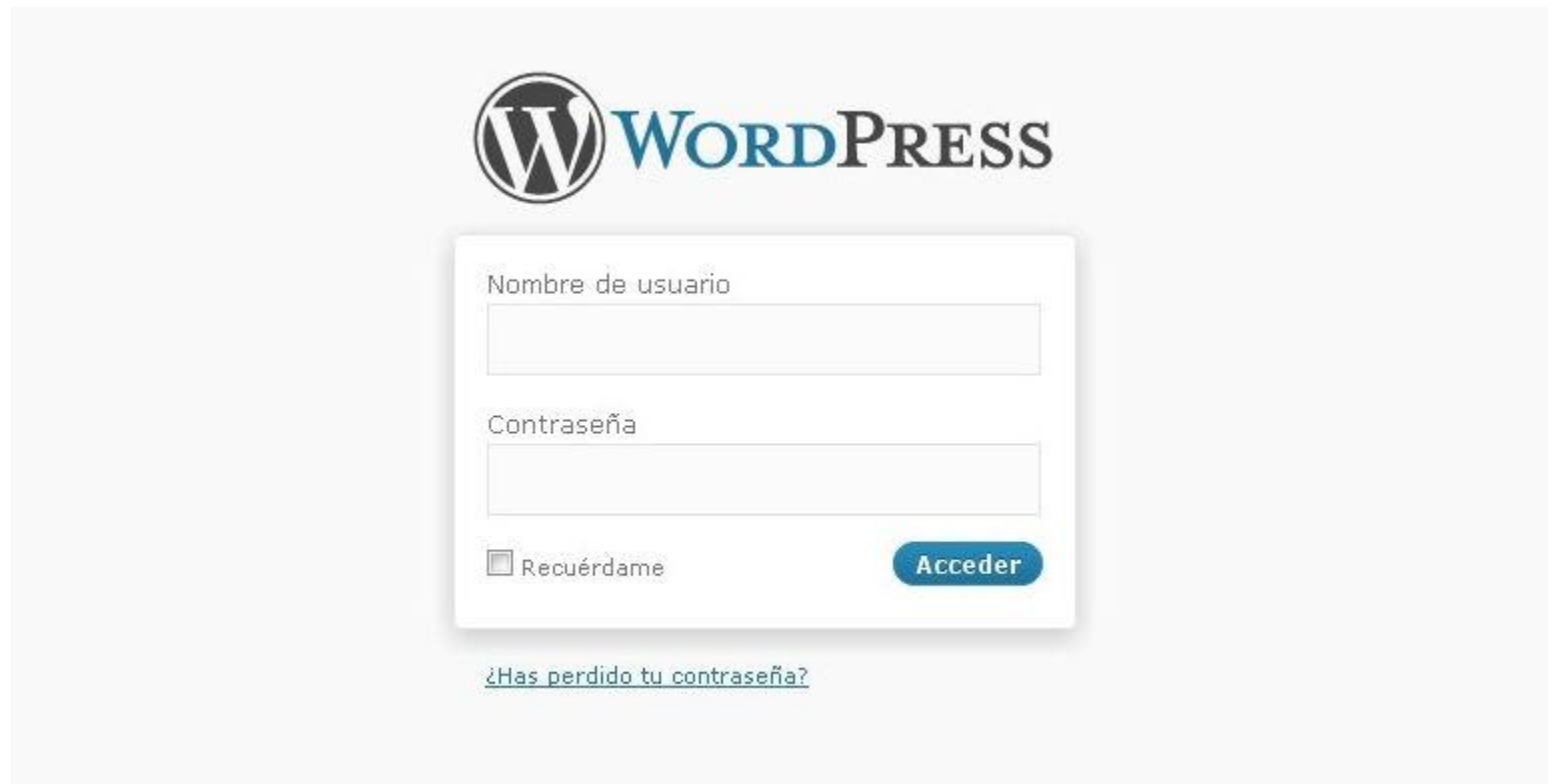 WORDPRESS
Nombre de usuario
Contraseña
Recuérdame
Acceder
¿Has perdido tu contraseña?